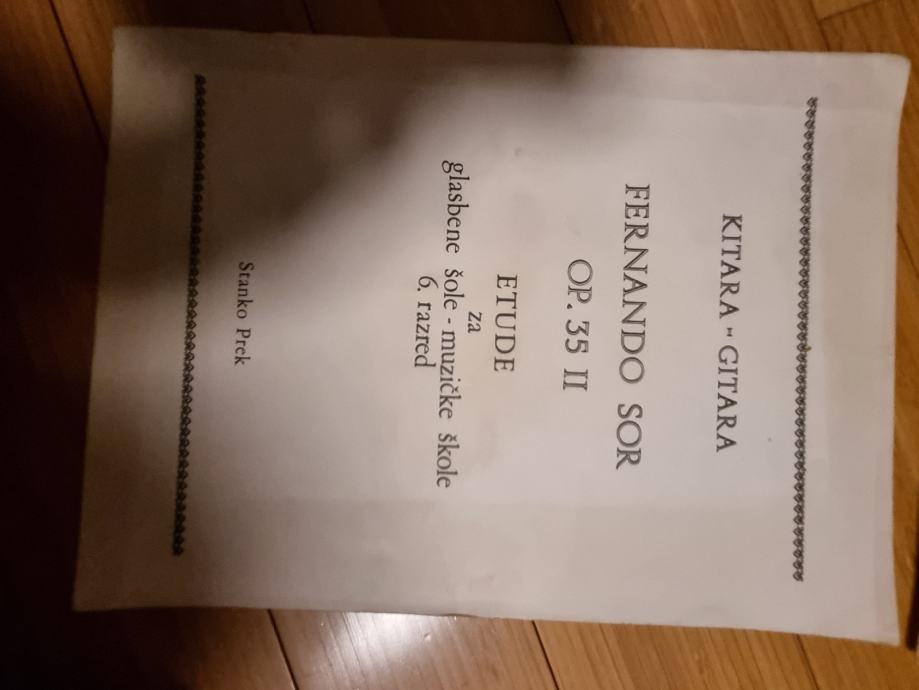 KITARA - GITARA
FERNANDO SOR
OP. 35 II
ETUDE
za
glasbene šole - muzičke škole
6. razred
Stanko Prek